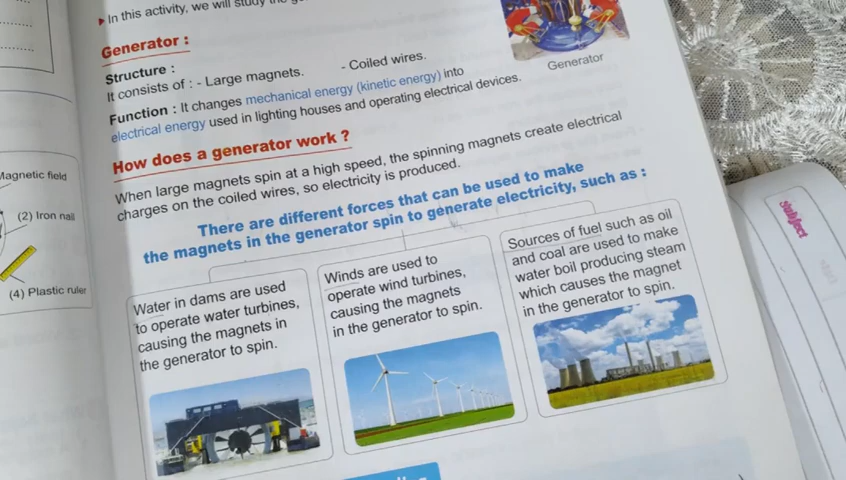 In this activity, we will study the
Generator :
Structure :
It consists of : - Large magnets. - Coiled wires.
Function : It changes mechanical energy (kinetic energy) into
electrical energy used in lighting houses and operating electrical devices.
Generator
How does a generator work ?
When large magnets spin at a high speed, the spinning magnets create electrical
charges on the coiled wires, so electricity is produced.
There are different forces that can be used to make
the magnets in the generator spin to generate electricity, such as :
Water in dams are used
to operate water turbines,
causing the magnets in
the generator to spin.
Winds are used to
operate wind turbines,
causing the magnets
in the generator to spin.
Sources of fuel such as oil
and coal are used to make
water boil producing steam
which causes the magnet
in the generator to spin.
Magnetic field
(2) Iron nail
(4) Plastic ruler
Subject